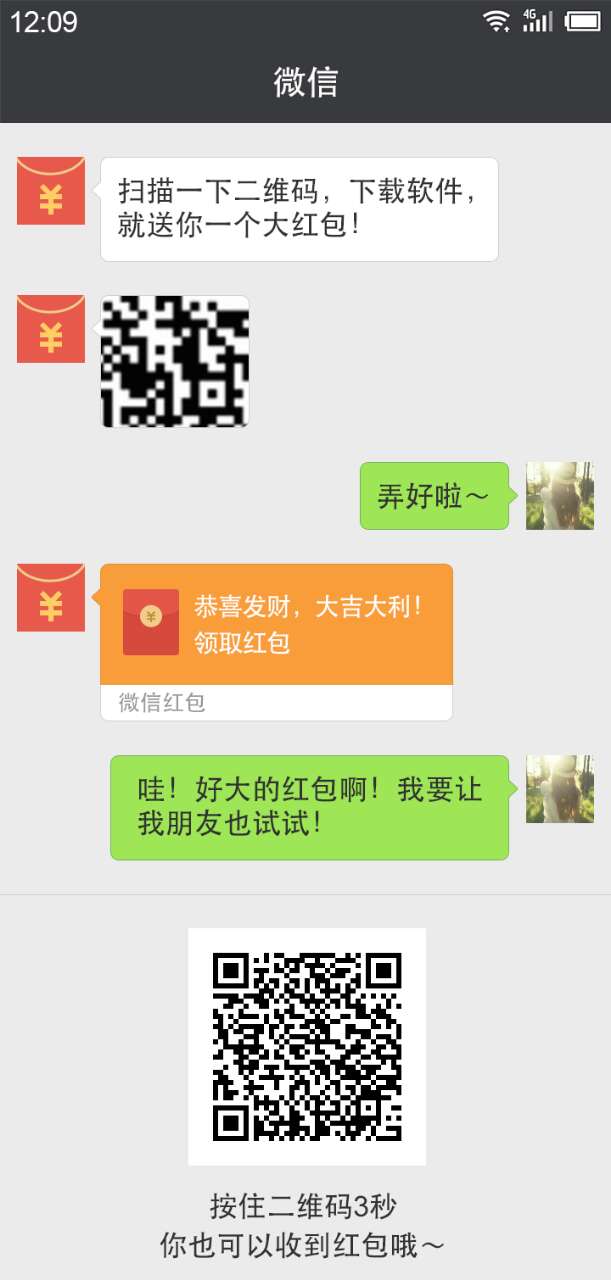 12:09
4G
微信
¥
扫描一下二维码，下载软件，
就送你一个大红包！
¥
弄好啦～
¥
¥
恭喜发财，大吉大利！
领取红包
微信红包
哇！好大的红包啊！我要让
我朋友也试试！
按住二维码3秒
你也可以收到红包哦～